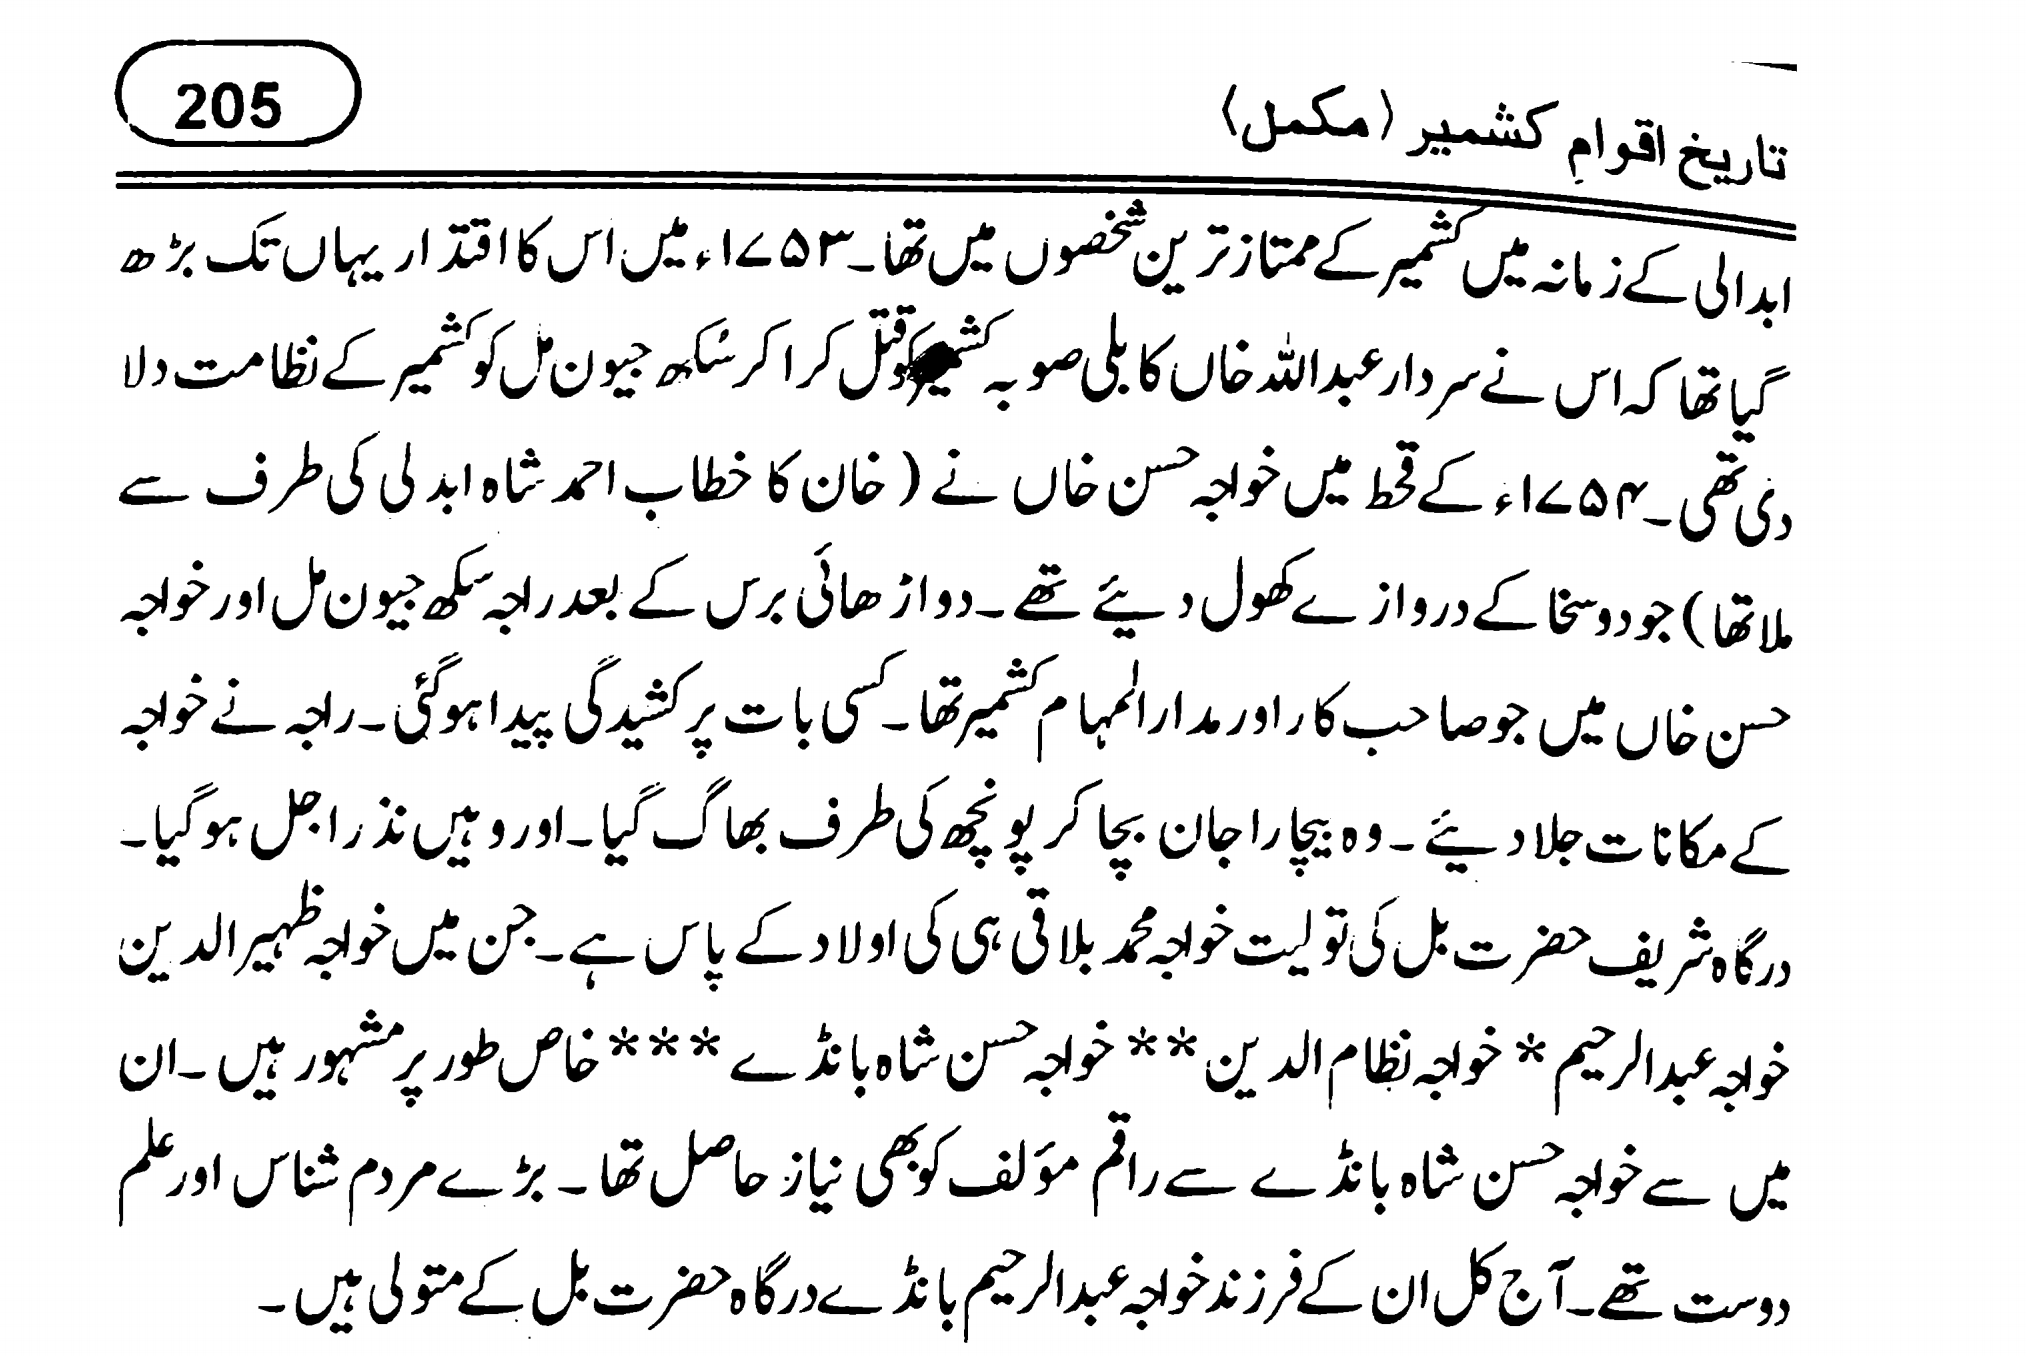 205
تاریخ اقوامِ کشمیر (مکمل)
ابدالی کے زمانہ میں کشمیر کے ممتاز ترین شخصوں میں تھا۔ ۱۷۵۳ء میں اس کا اقتدار یہاں تک بڑھ
گیا تھا کہ اس نے سردار عبداللہ خاں کابلی صوبہ کشمیر کو قتل کرا کر سُکھ جیون مل کو کشمیر کے نظامت دلا
دی تھی۔ ۱۷۵۴ء کے قحط میں خواجہ حسن خاں نے (خان کا خطاب احمد شاہ ابدلی کی طرف سے
ملا تھا) جود و سخا کے دروازے کھول دیئے تھے۔ دو اڑھائی برس کے بعد راجہ سکھ جیون مل اور خواجہ
حسن خاں میں جو صاحب کار اور مدار المہام کشمیر تھا۔ کسی بات پر کشیدگی پیدا ہوگئی۔ راجہ نے خواجہ
کے مکانات جلا دیئے۔ وہ بیچارا جان بچا کر پونچھ کی طرف بھاگ گیا۔ اور وہیں نذر اجل ہو گیا۔
درگاہ شریف حضرت بل کی تولیت خواجہ محمد بلاقی ہی کی اولاد کے پاس ہے۔ جن میں خواجہ ظہیر الدین
خواجہ عبدالرحیم * خواجہ نظام الدین ** خواجہ حسن شاہ بانڈے *** خاص طور پر مشہور ہیں۔ ان
میں سے خواجہ حسن شاہ بانڈے سے راقم مؤلف کو بھی نیاز حاصل تھا۔ بڑے مردم شناس اور علم
دوست تھے۔ آج کل ان کے فرزند خواجہ عبدالرحیم بانڈے درگاہ حضرت بل کے متولی ہیں۔